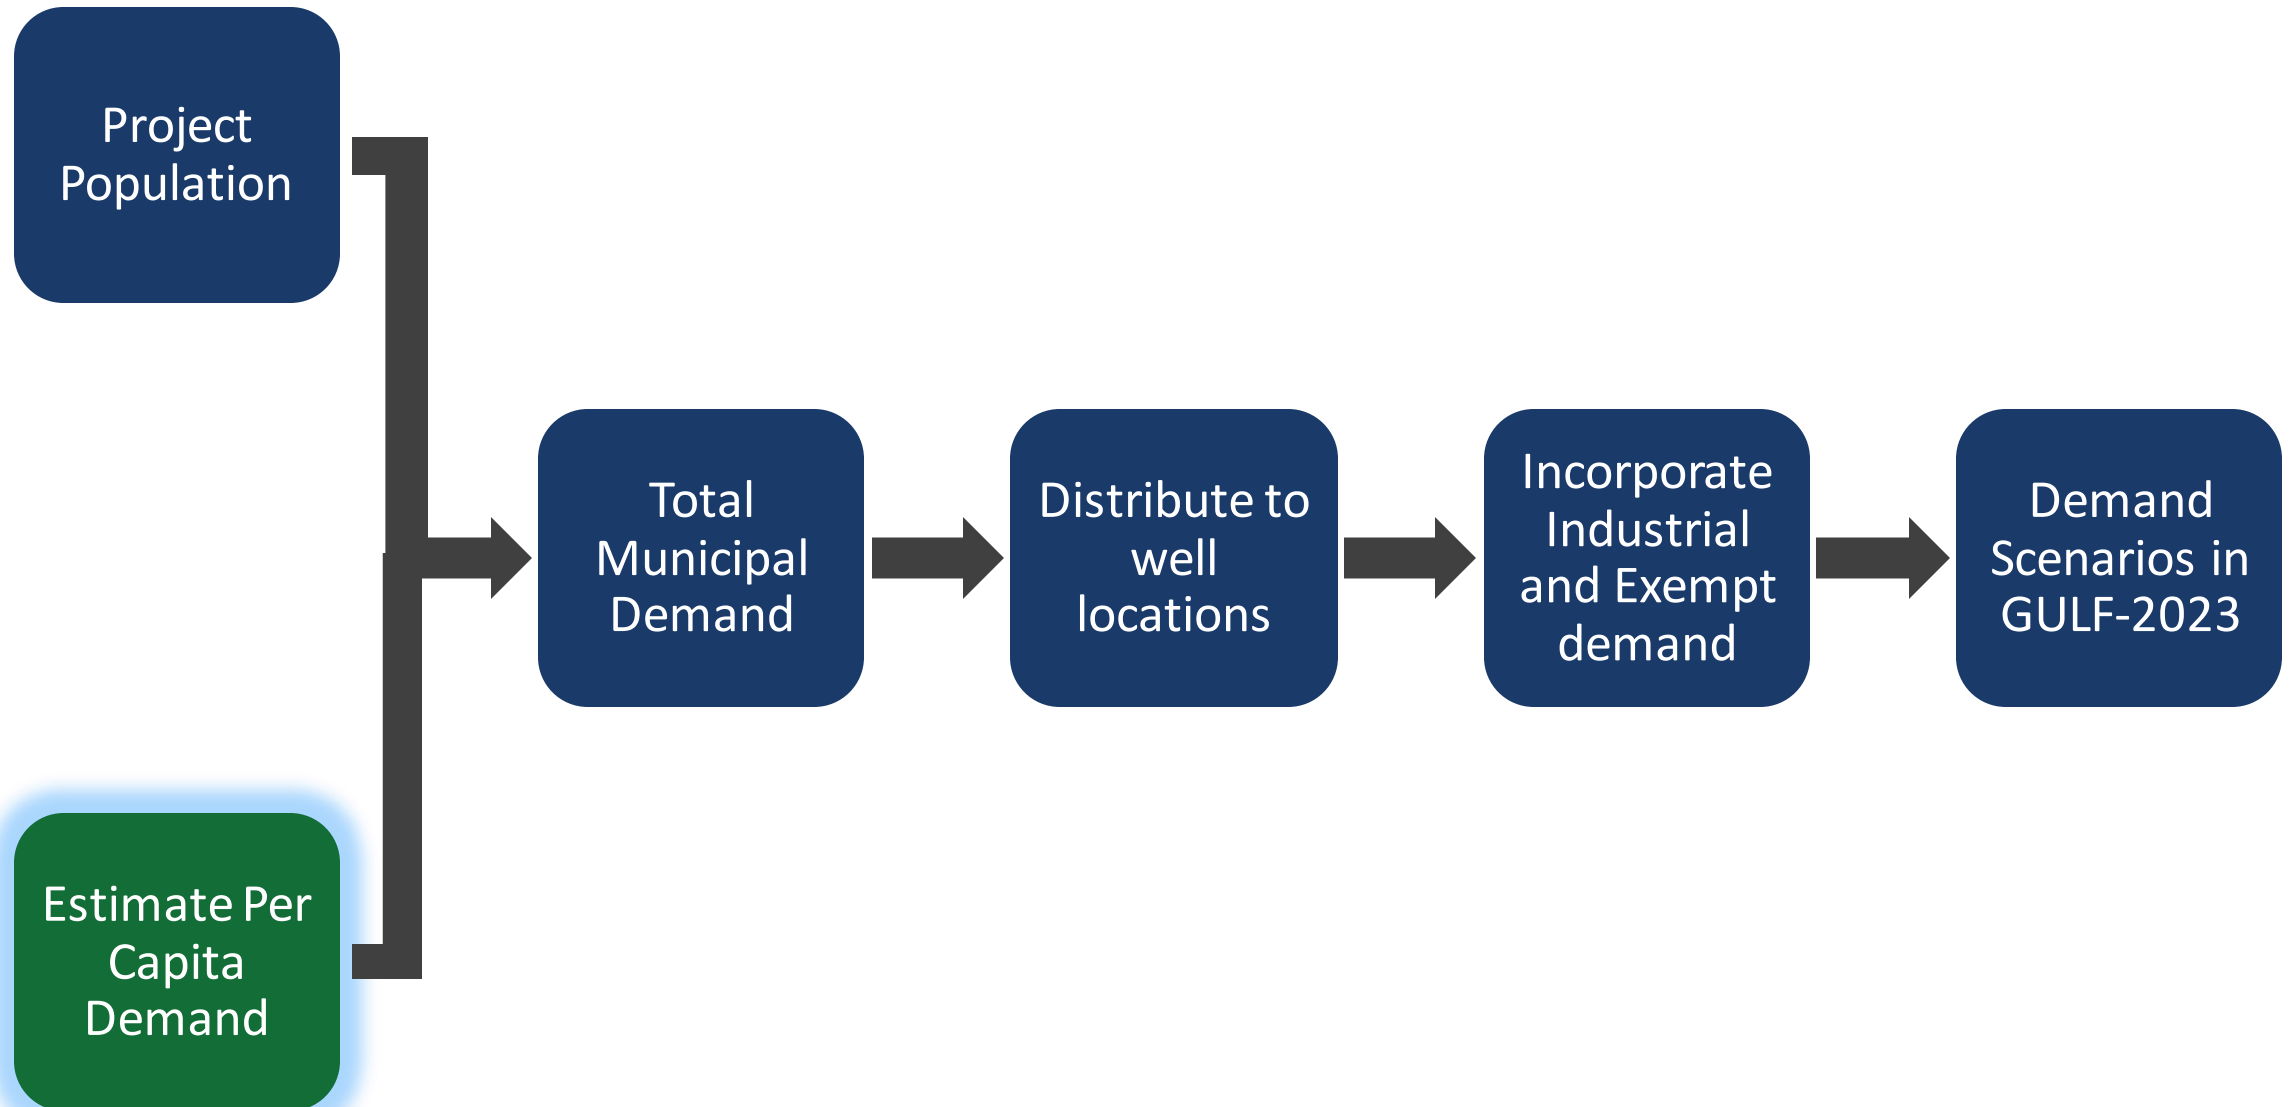 Project
Population
Total
Municipal
Demand
Distribute to
well
locations
Incorporate
Industrial
and Exempt
demand
Demand
Scenarios in
GULF-2023
Estimate Per
Capita
Demand